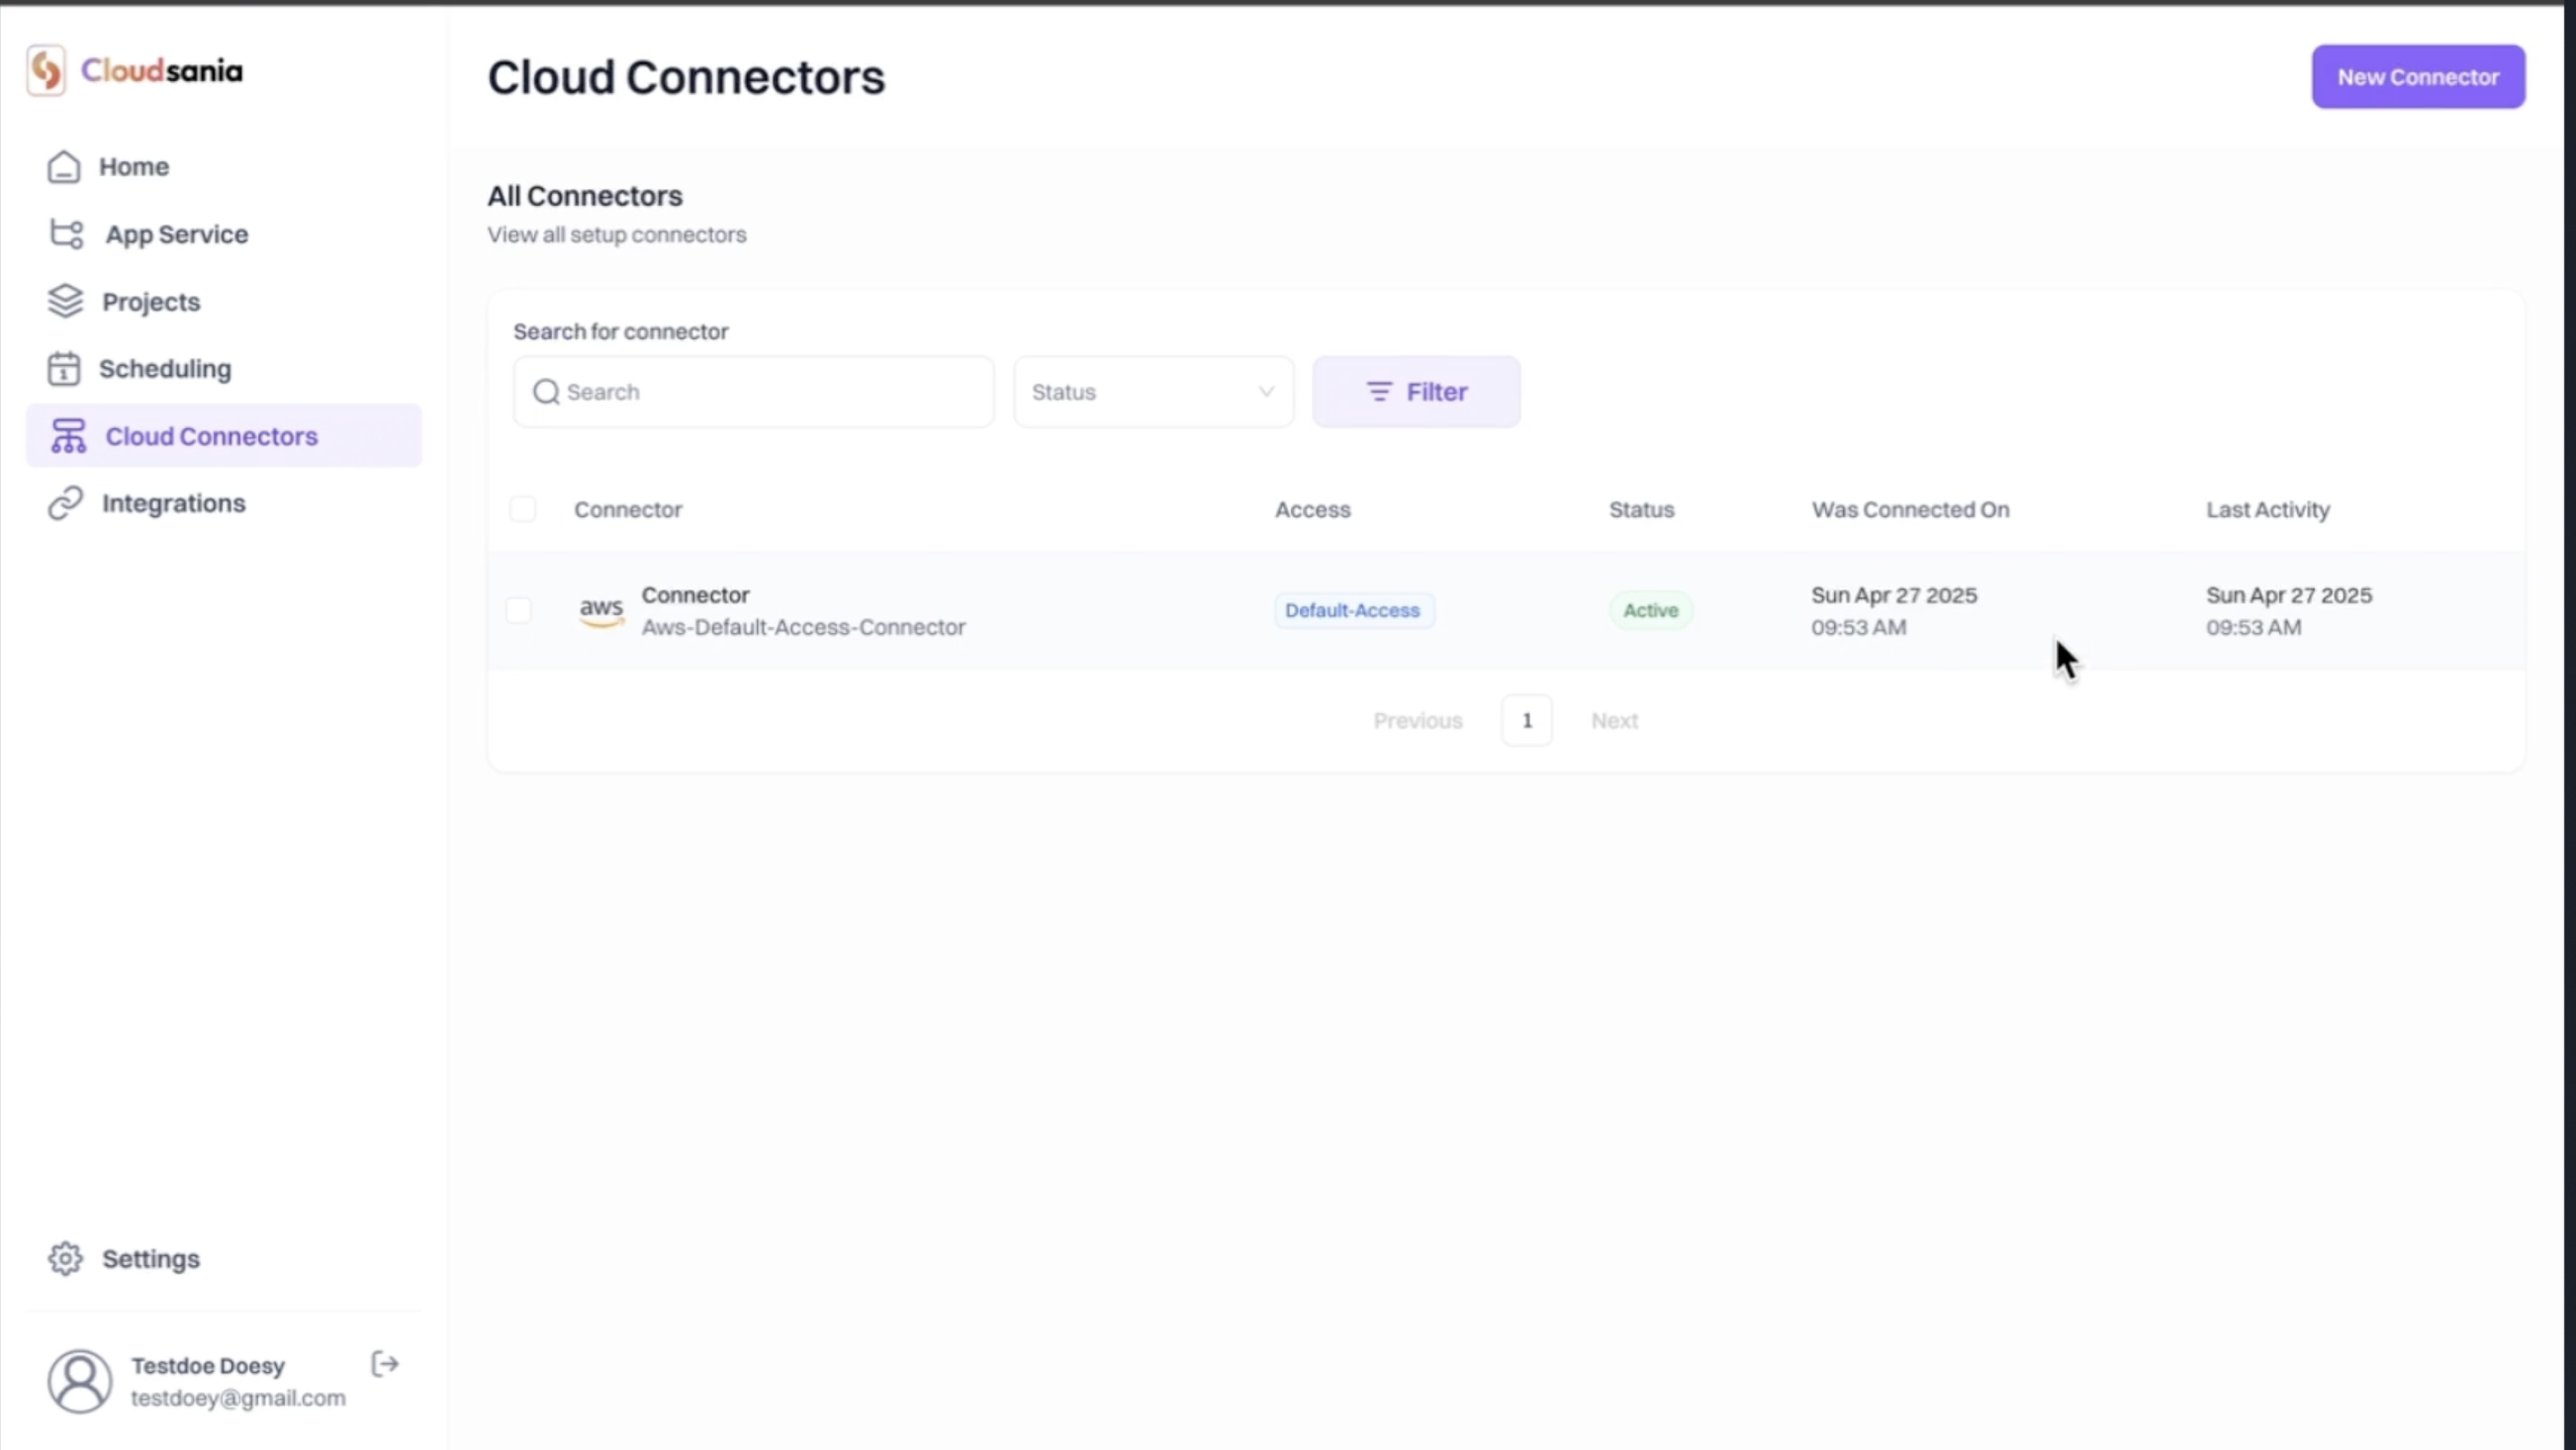 Cloudsania
Home
App Service
Projects
1
Scheduling
Cloud Connectors
Integrations
Settings
Testdoe Doesy
testdoey@gmail.com
Cloud Connectors
New Connector
All Connectors
View all setup connectors
Search for connector
Search
Status
Filter
Connector Access Status Was Connected On Last Activity
aws
Connector
Aws-Default-Access-Connector
Default-Access
Active
Sun Apr 27 2025
09:53 AM
Sun Apr 27 2025
09:53 AM
Previous 1 Next